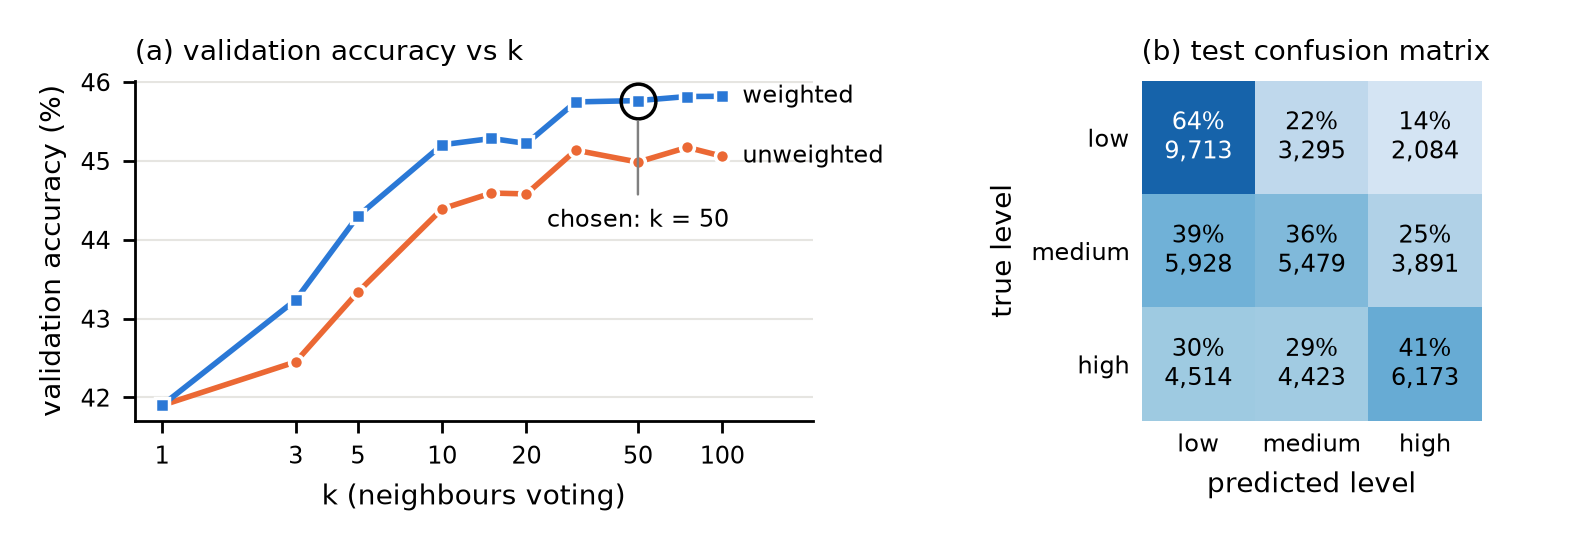 (a) validation accuracy vs k
validation accuracy (%)
46
45
44
43
42
weighted
unweighted
chosen: k = 50
1 3 5 10 20 50 100
k (neighbours voting)
(b) test confusion matrix
true level
low
64% 22% 14%
9,713 3,295 2,084
medium
39% 36% 25%
5,928 5,479 3,891
high
30% 29% 41%
4,514 4,423 6,173
low medium high
predicted level